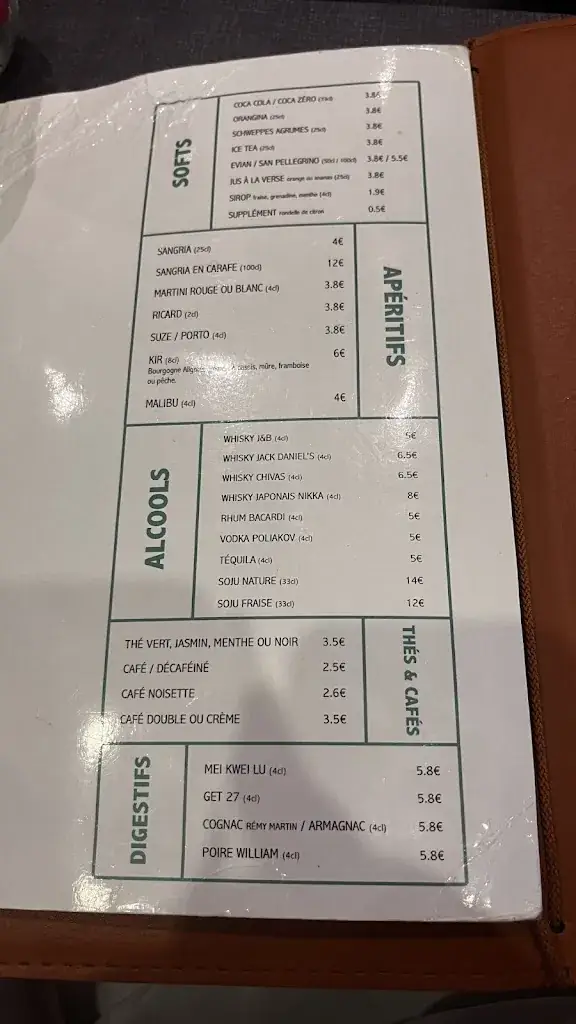 SOFTS
COCA COLA / COCA ZÉRO (33cl) 3.8€
ORANGINA (25cl) 3.8€
SCHWEPPES AGRUMES (25cl) 3.8€
ICE TEA (25cl) 3.8€
EVIAN / SAN PELLEGRINO (50cl / 100cl) 3.8€ / 5.5€
JUS À LA VERSE orange ou ananas (25cl) 3.8€
SIROP fraise, grenadine, menthe (4cl) 1.9€
SUPPLÉMENT rondelle de citron 0.5€
APÉRITIFS
SANGRIA (25cl) 4€
SANGRIA EN CARAFE (100cl) 12€
MARTINI ROUGE OU BLANC (4cl) 3.8€
RICARD (2cl) 3.8€
SUZE / PORTO (4cl) 3.8€
KIR (8cl) 6€
Bourgogne cassis, mûre, framboise
ou pêche.
MALIBU (4cl) 4€
ALCOOLS
WHISKY J&B (4cl) 5€
WHISKY JACK DANIEL'S (4cl) 6.5€
WHISKY CHIVAS (4cl) 6.5€
WHISKY JAPONAIS NIKKA (4cl) 8€
RHUM BACARDI (4cl) 5€
VODKA POLIAKOV (4cl) 5€
TÉQUILA (4cl) 5€
SOJU NATURE (33cl) 14€
SOJU FRAISE (33cl) 12€
THÉS & CAFÉS
THÉ VERT, JASMIN, MENTHE OU NOIR 3.5€
CAFÉ / DÉCAFÉINÉ 2.5€
CAFÉ NOISETTE 2.6€
CAFÉ DOUBLE OU CRÈME 3.5€
DIGESTIFS
MEI KWEI LU (4cl) 5.8€
GET 27 (4cl) 5.8€
COGNAC RÉMY MARTIN / ARMAGNAC (4cl) 5.8€
POIRE WILLIAM (4cl) 5.8€